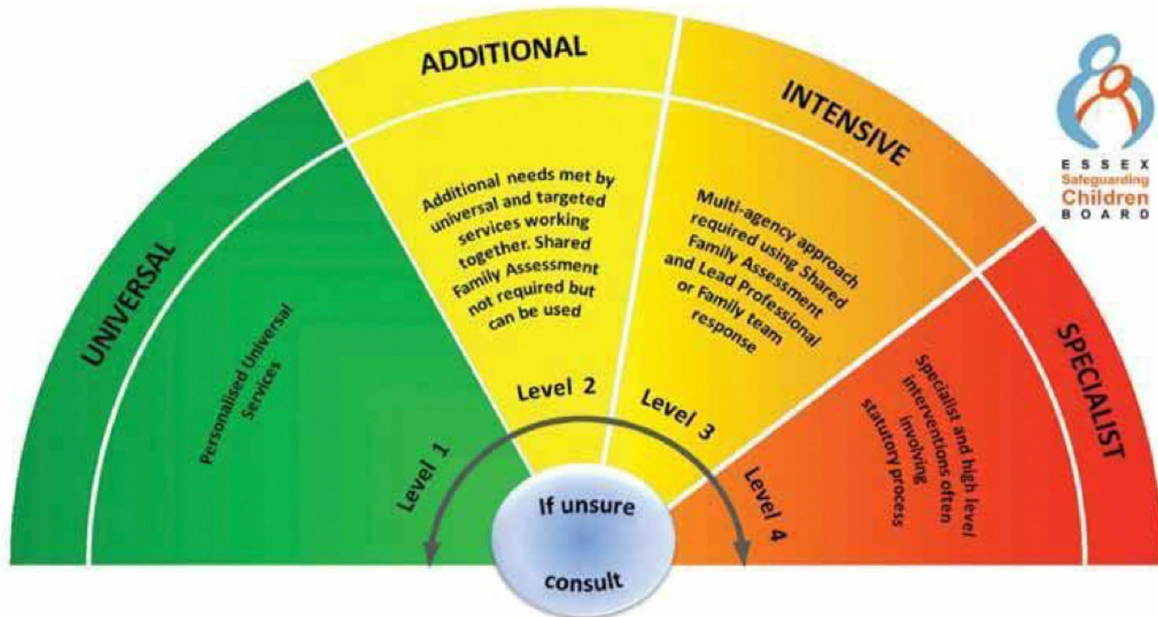 UNIVERSAL
Personalised Universal
Services
Level 1
ADDITIONAL
Additional needs met by
universal and targeted
services working
together. Shared
Family Assessment
not required but
can be used
Level 2
INTENSIVE
Multi-agency approach
required using Shared
Family Assessment
and Lead Professional
or Family team
response
Level 3
SPECIALIST
Specialist and high level
interventions often
involving
statutory process
Level 4
If unsure
consult
ESSEX
Safeguarding
Children
BOARD